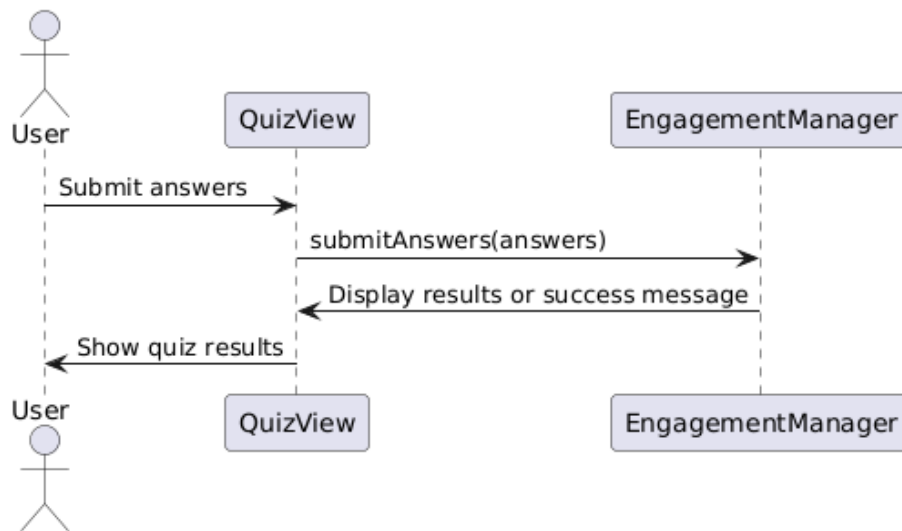 User
QuizView
EngagementManager
Submit answers
submitAnswers(answers)
Display results or success message
Show quiz results
User
QuizView
EngagementManager